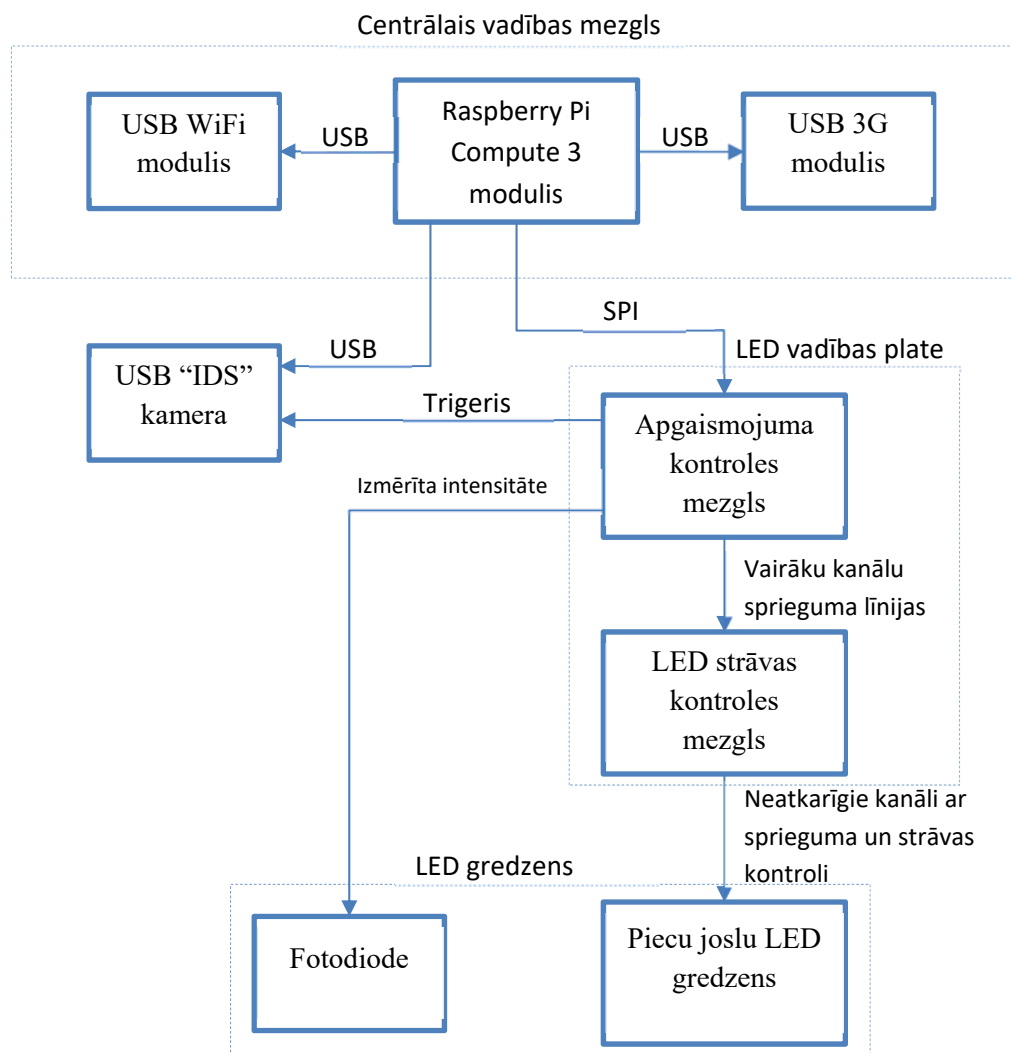 Centrālais vadības mezgls
USB WiFi
modulis
USB
Raspberry Pi
Compute 3
modulis
USB
USB 3G
modulis
SPI
USB
LED vadības plate
USB “IDS”
kamera
Trigeris
Apgaismojuma
kontroles
mezgls
Izmērīta intensitāte
Vairāku kanālu
sprieguma līnijas
LED strāvas
kontroles
mezgls
Neatkarīgie kanāli ar
sprieguma un strāvas
kontroli
LED gredzens
Fotodiode
Piecu joslu LED
gredzens